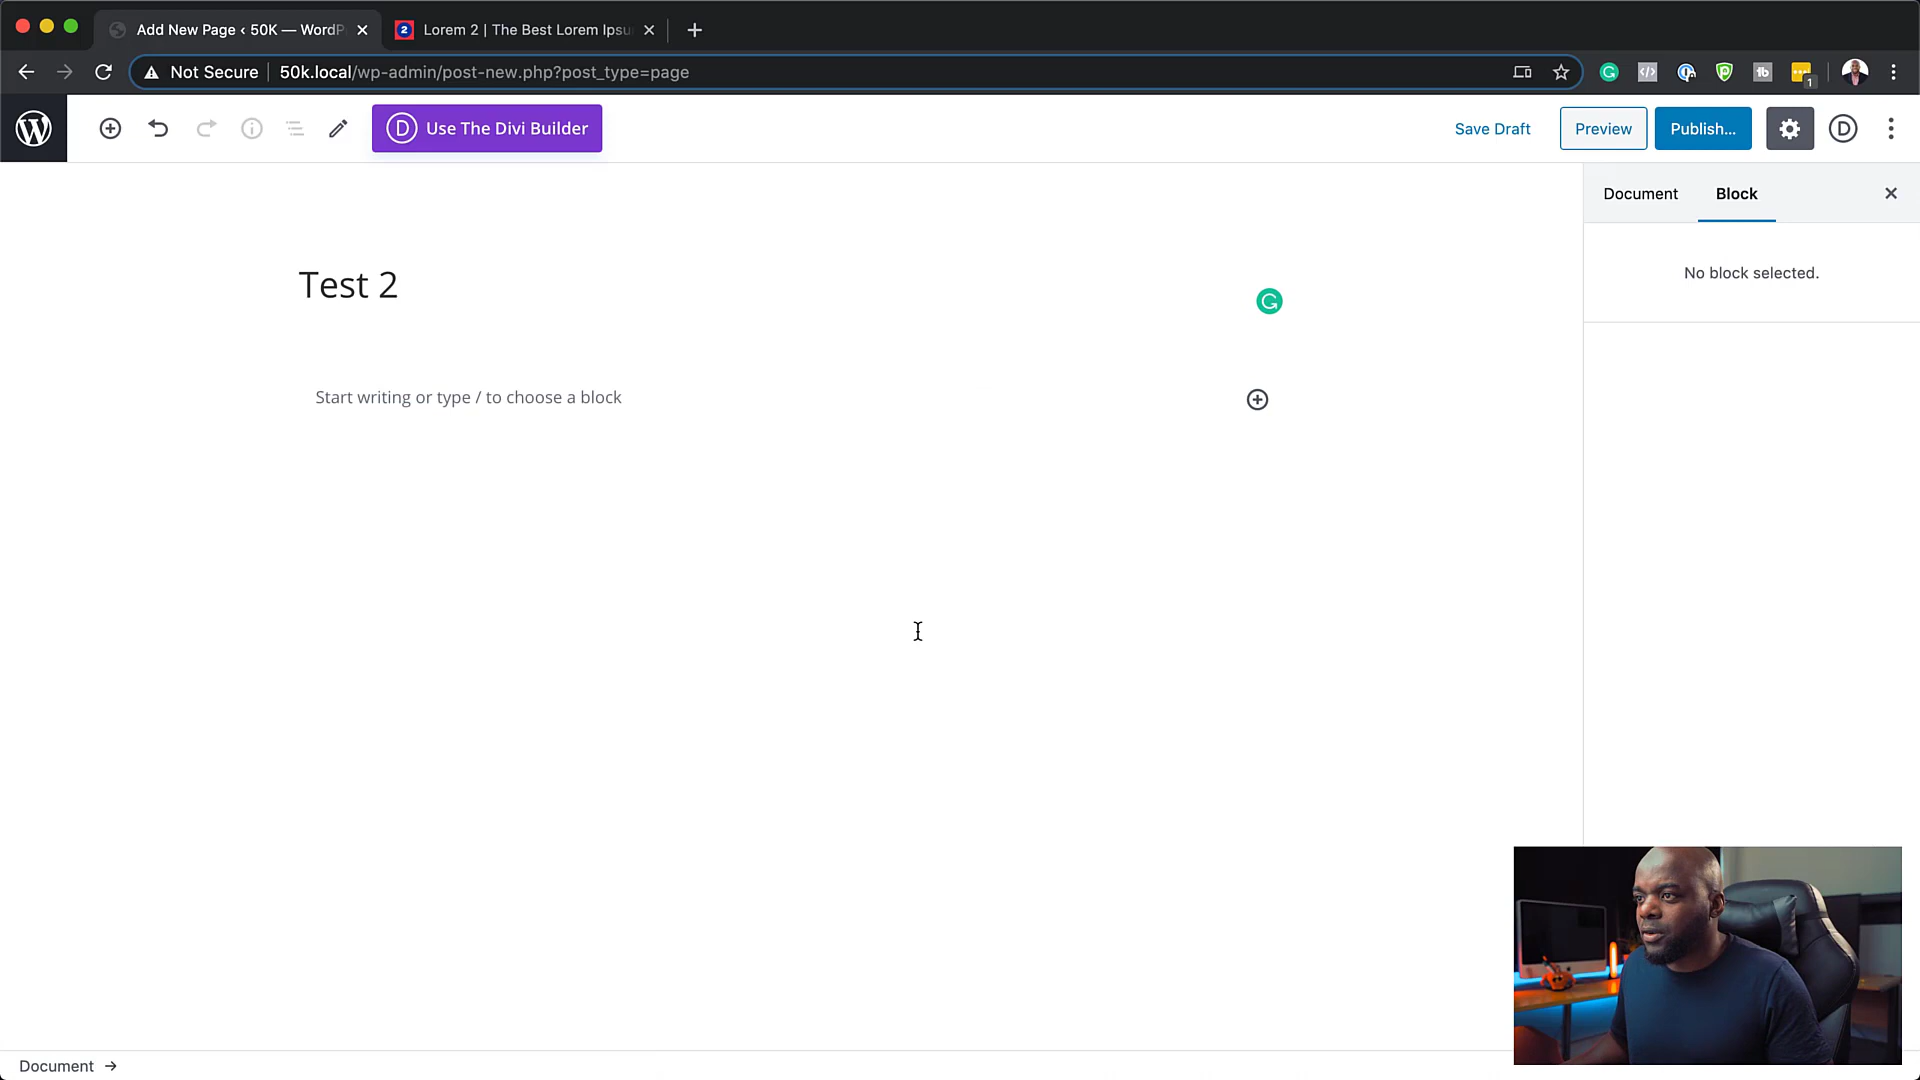 Add New Page ‹ 50K — WordP
2 Lorem 2 | The Best Lorem Ipsu
Not Secure 50k.local/wp-admin/post-new.php?post_type=page
1
Use The Divi Builder
Save Draft
Preview
Publish...
Document
Block
No block selected.
Test 2
Start writing or type / to choose a block
Document →